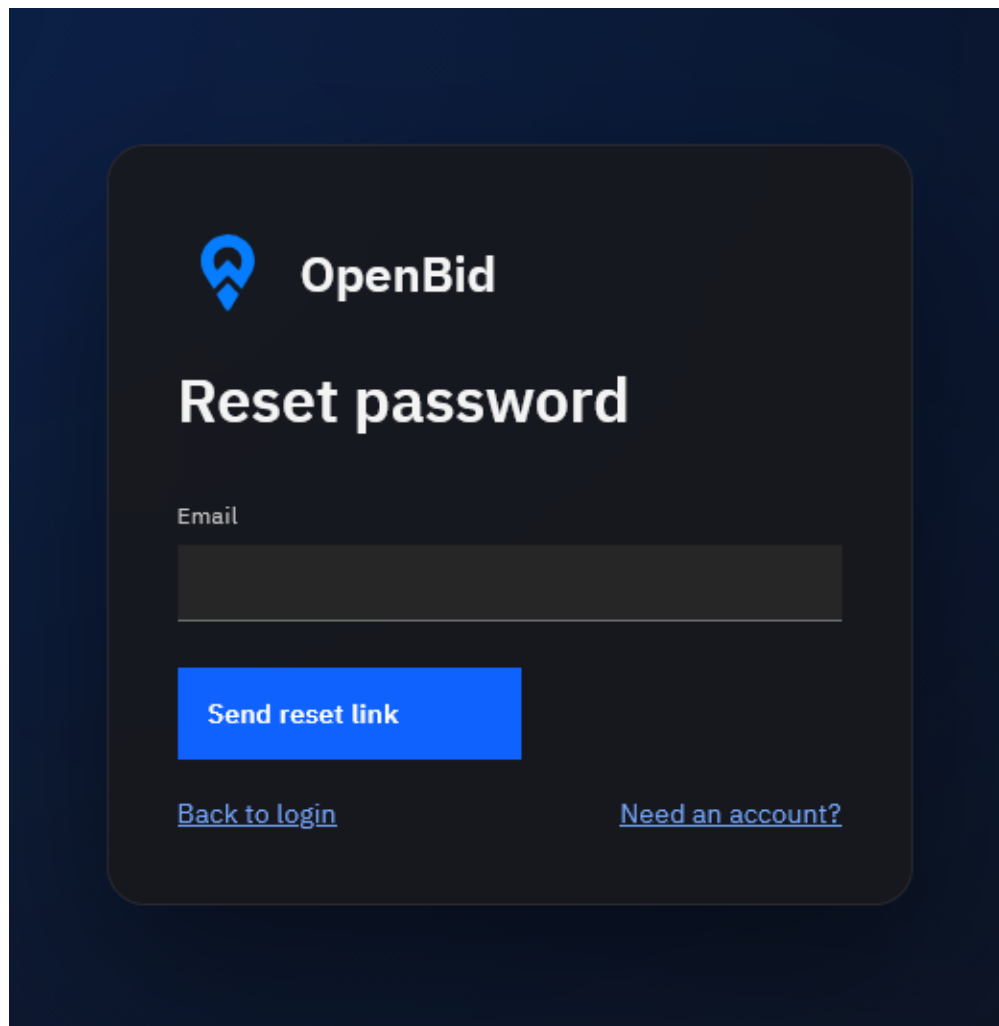 OpenBid
Reset password
Email
Send reset link
Back to login Need an account?